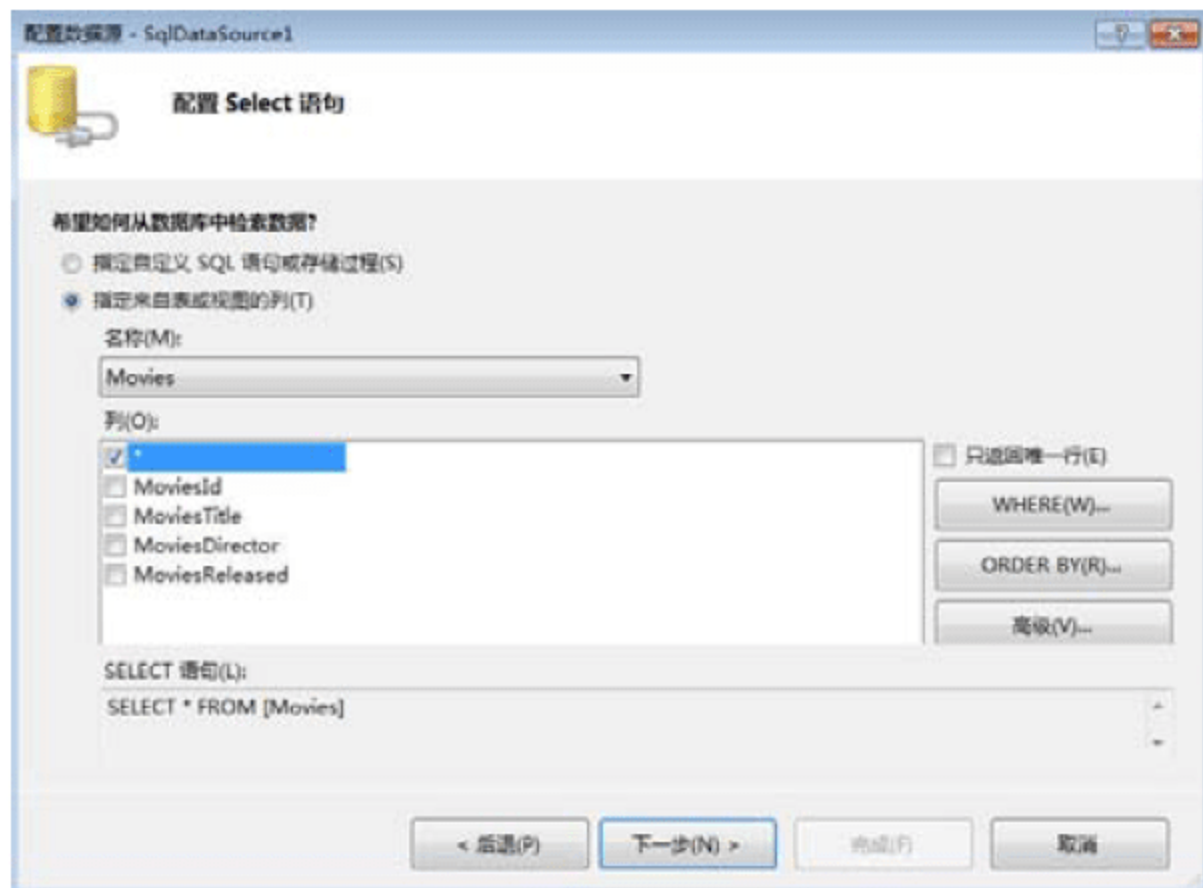 配置数据源 - SqlDataSource1
配置 Select 语句
希望如何从数据库中检索数据?
指定自定义 SQL 语句或存储过程(S)
指定来自表或视图的列(T)
名称(M):
Movies
列(O):
*
只返回唯一行(E)
MoviesId
WHERE(W)...
MoviesTitle
MoviesDirector
ORDER BY(R)...
MoviesReleased
高级(V)...
SELECT 语句(L):
SELECT * FROM [Movies]
< 后退(P)
下一步(N) >
完成(F)
取消